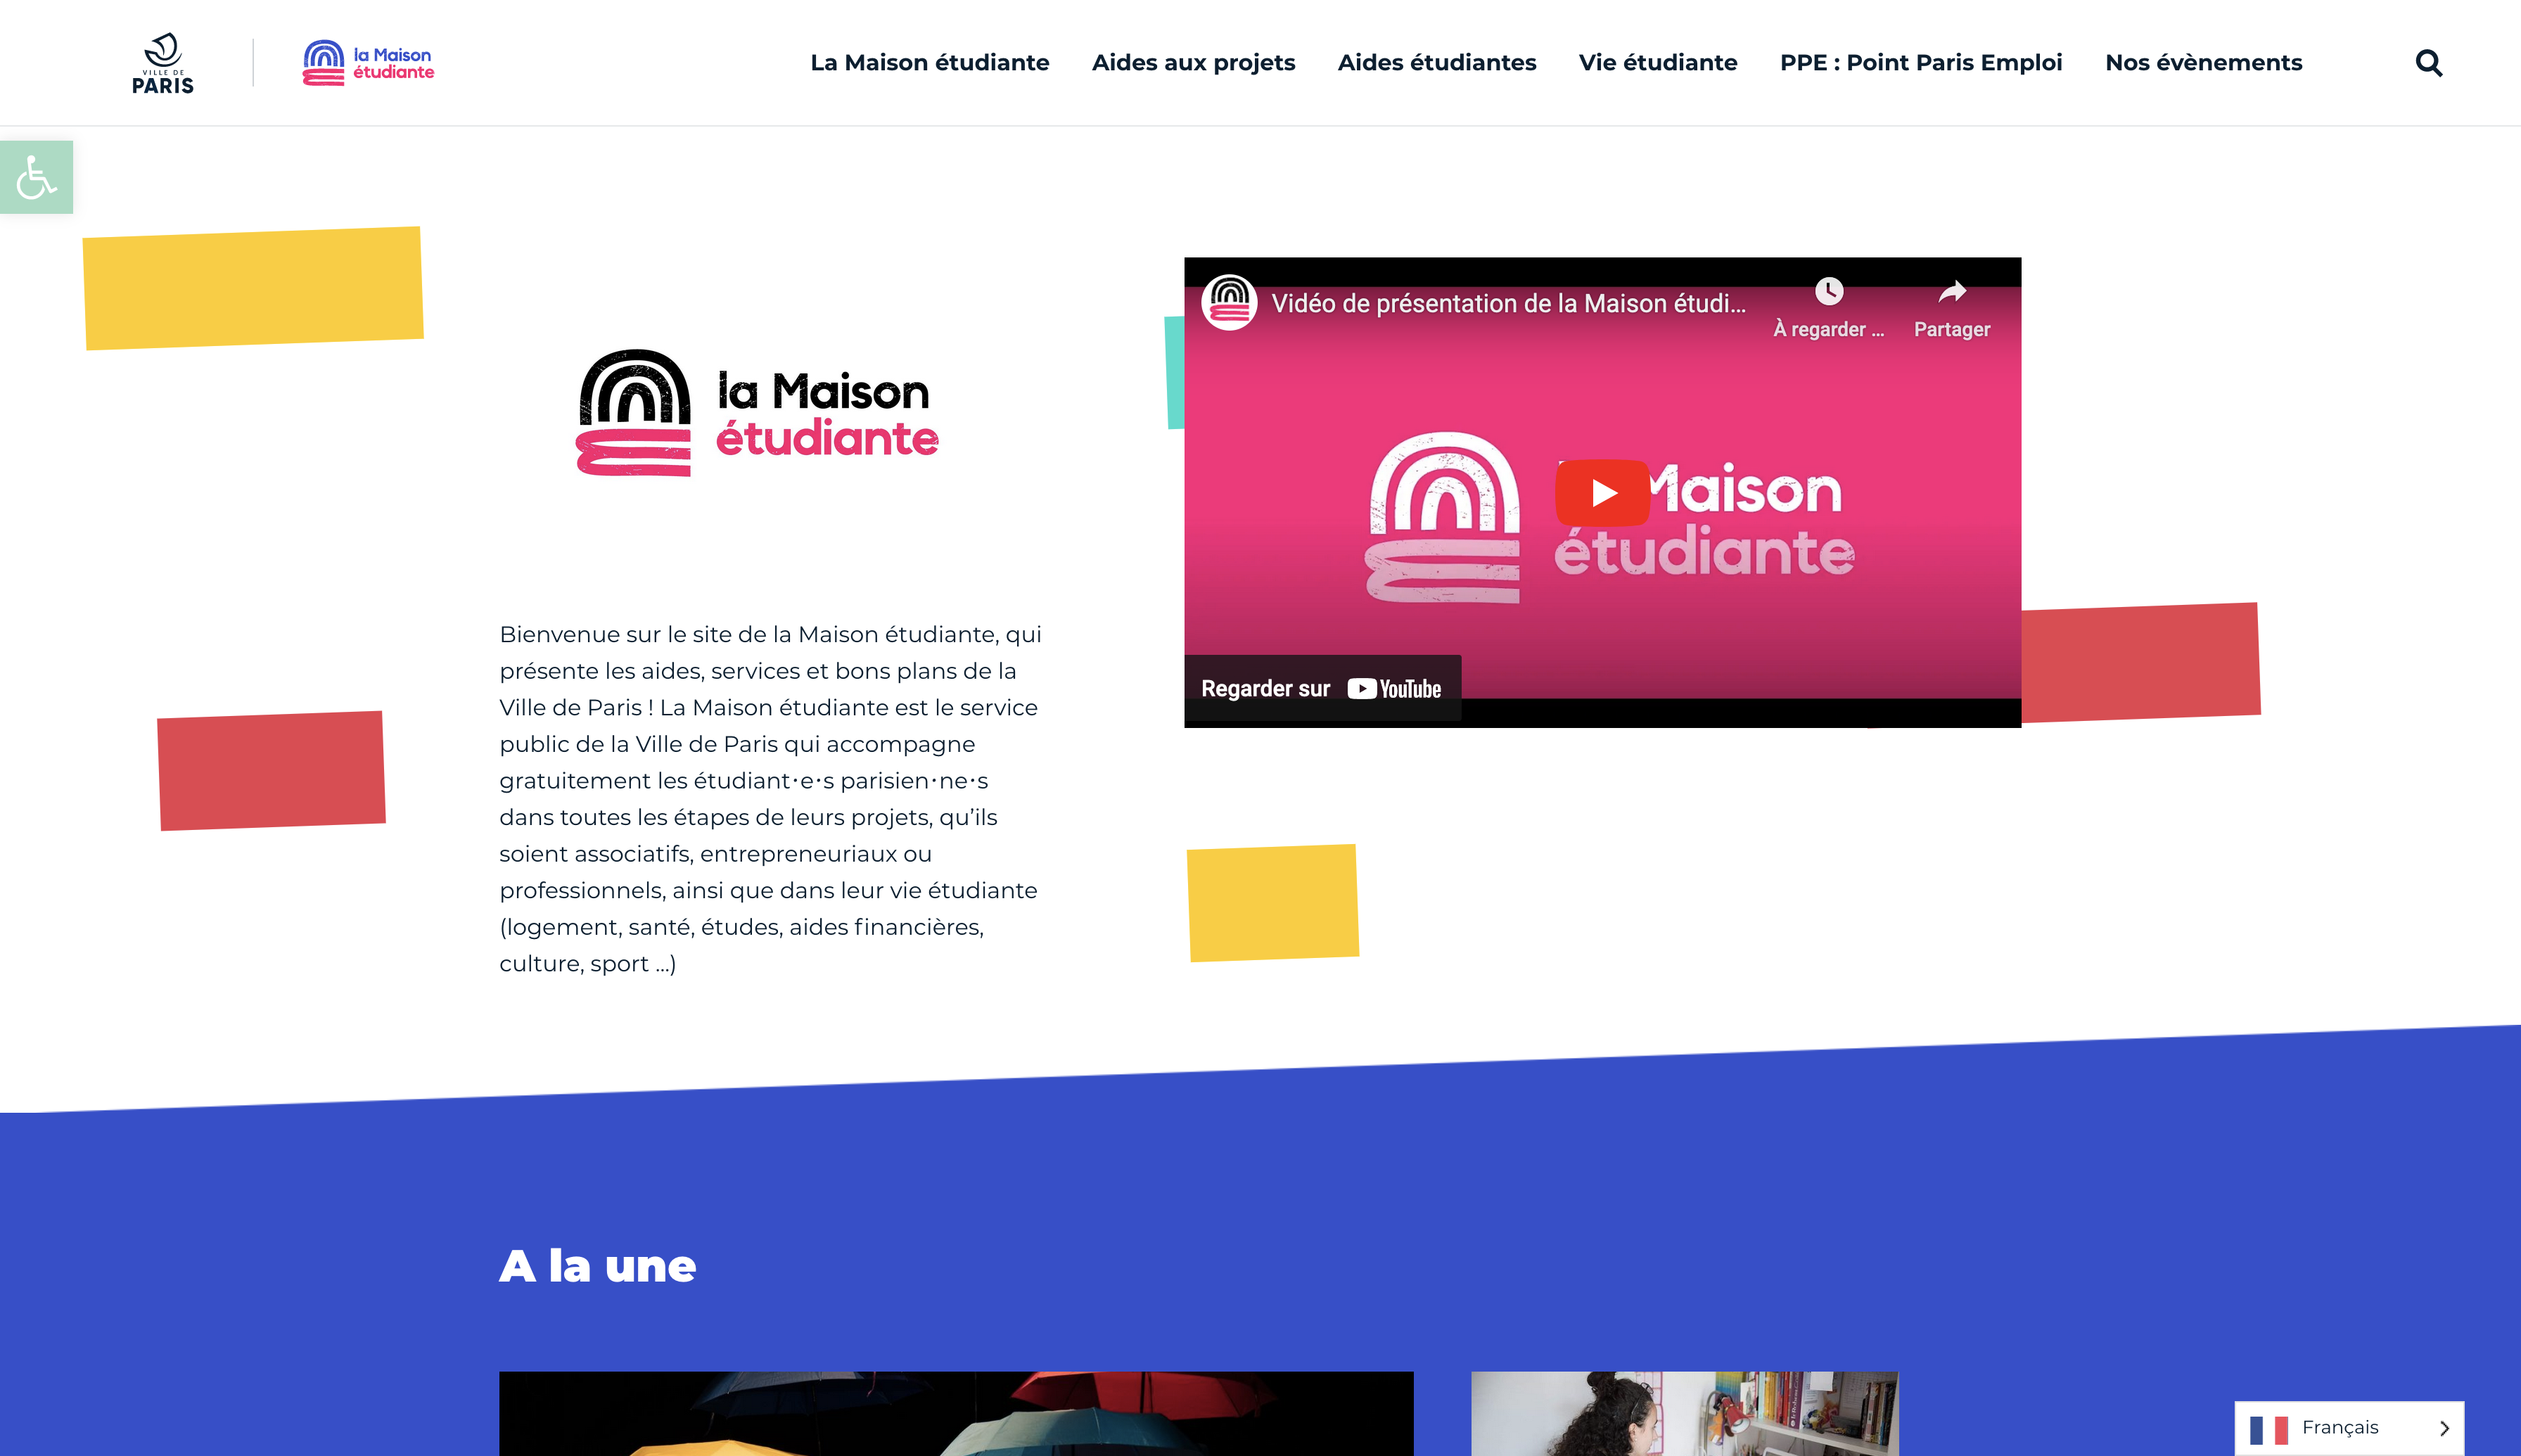 VILLE DE
PARIS
la Maison
étudiante
La Maison étudiante
Aides aux projets
Aides étudiantes
Vie étudiante
PPE : Point Paris Emploi
Nos évènements
la Maison
étudiante
Bienvenue sur le site de la Maison étudiante, qui
présente les aides, services et bons plans de la
Ville de Paris ! La Maison étudiante est le service
public de la Ville de Paris qui accompagne
gratuitement les étudiant·e·s parisien·ne·s
dans toutes les étapes de leurs projets, qu’ils
soient associatifs, entrepreneuriaux ou
professionnels, ainsi que dans leur vie étudiante
(logement, santé, études, aides financières,
culture, sport …)
Vidéo de présentation de la Maison étudi...
À regarder ...
Partager
Maison
étudiante
Regarder sur YouTube
A la une
Français